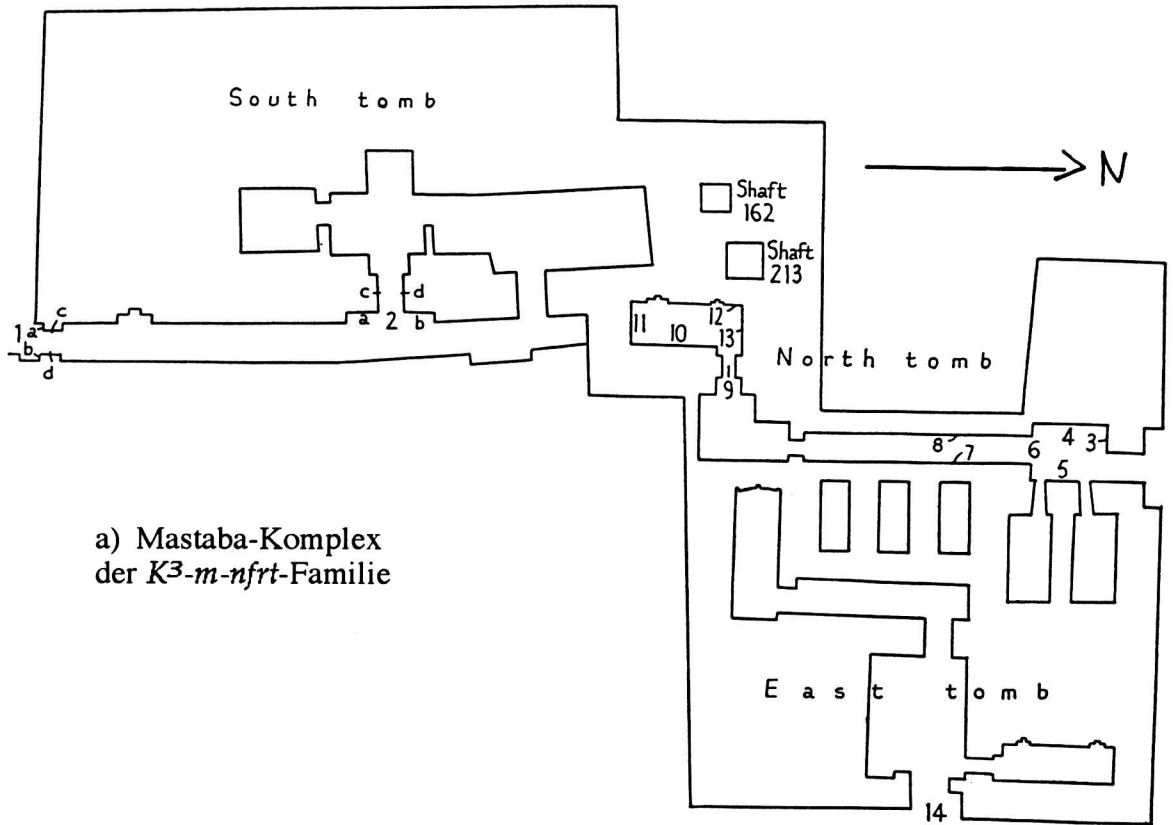 South tomb
N
Shaft
162
Shaft
213
c
1 a
b
d
c d
a 2 b
11 10 12
13
9
North tomb
8 7
6 4 3
5
a) Mastaba-Komplex
der K³-m-nfrt-Familie
East tomb
14